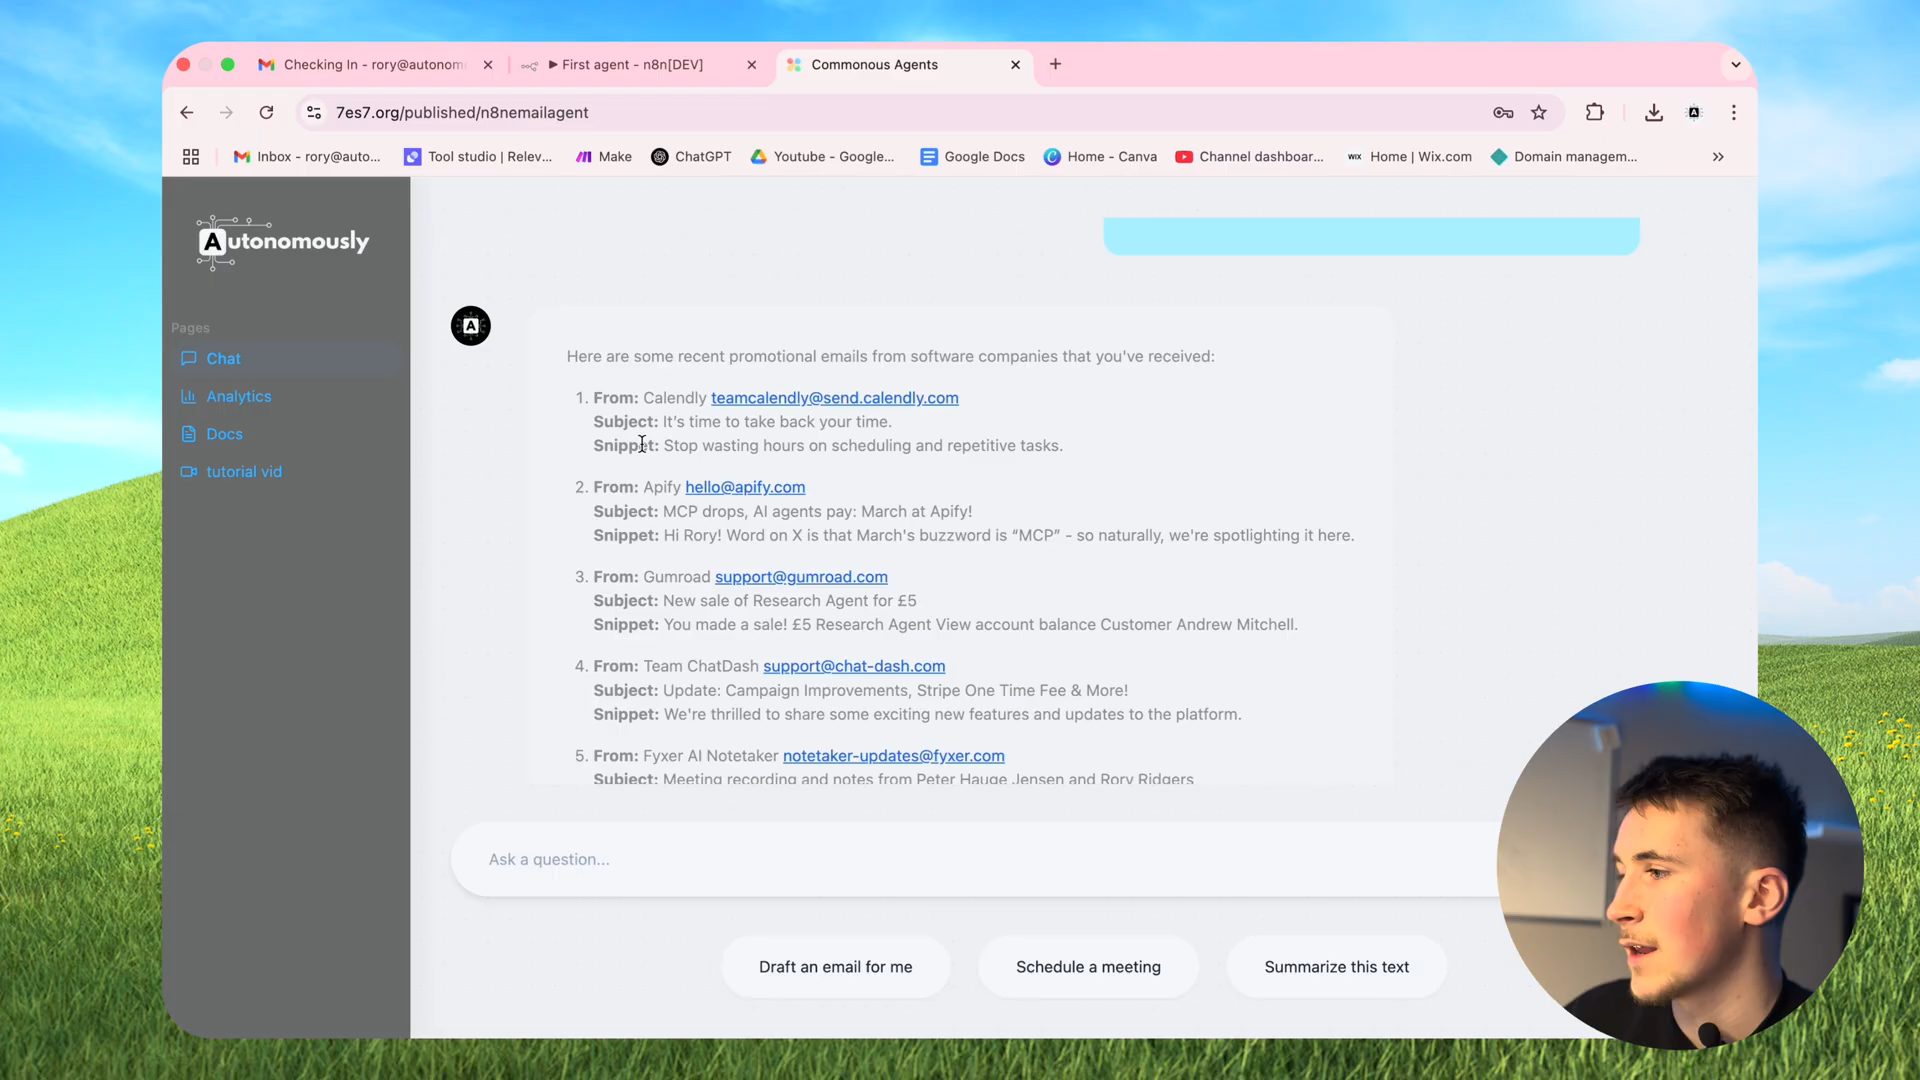 Checking In - rory@autonom
▶ First agent - n8n[DEV]
Commonous Agents
7es7.org/published/n8nemailagent
Inbox - rory@auto...
Tool studio | Relev...
Make
ChatGPT
Youtube - Google...
Google Docs
Home - Canva
Channel dashboar...
WIX
Home | Wix.com
Domain managem...
Autonomously
Pages
Chat
Analytics
Docs
tutorial vid
A
Here are some recent promotional emails from software companies that you've received:
1. From: Calendly teamcalendly@send.calendly.com
Subject: It's time to take back your time.
Snippet: Stop wasting hours on scheduling and repetitive tasks.
2. From: Apify hello@apify.com
Subject: MCP drops, AI agents pay: March at Apify!
Snippet: Hi Rory! Word on X is that March's buzzword is “MCP” - so naturally, we're spotlighting it here.
3. From: Gumroad support@gumroad.com
Subject: New sale of Research Agent for £5
Snippet: You made a sale! £5 Research Agent View account balance Customer Andrew Mitchell.
4. From: Team ChatDash support@chat-dash.com
Subject: Update: Campaign Improvements, Stripe One Time Fee & More!
Snippet: We're thrilled to share some exciting new features and updates to the platform.
5. From: Fyxer AI Notetaker notetaker-updates@fyxer.com
Subject: Meeting recording and notes from Peter Hauge Jensen and Rory Ridgers
Ask a question...
Draft an email for me
Schedule a meeting
Summarize this text